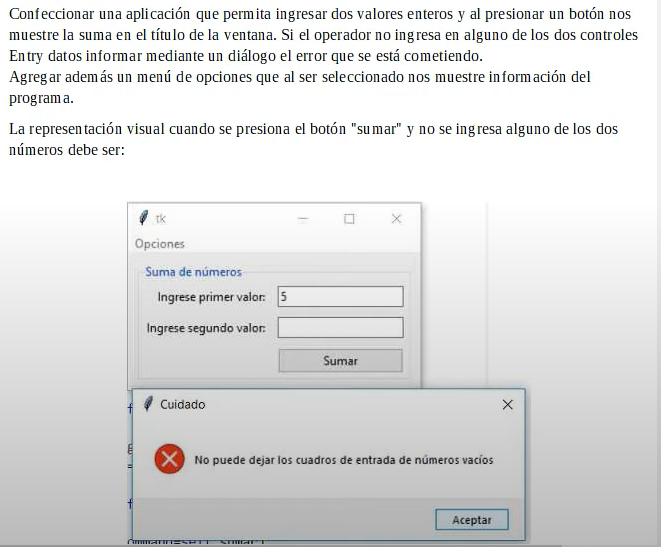 Confeccionar una aplicación que permita ingresar dos valores enteros y al presionar un botón nos
muestre la suma en el título de la ventana. Si el operador no ingresa en alguno de los dos controles
Entry datos informar mediante un diálogo el error que se está cometiendo.
Agregar además un menú de opciones que al ser seleccionado nos muestre información del
programa.
La representación visual cuando se presiona el botón "sumar" y no se ingresa alguno de los dos
números debe ser:
tk
Opciones
Suma de números
Ingrese primer valor: 5
Ingrese segundo valor:
Sumar
Cuidado
No puede dejar los cuadros de entrada de números vacíos
Aceptar